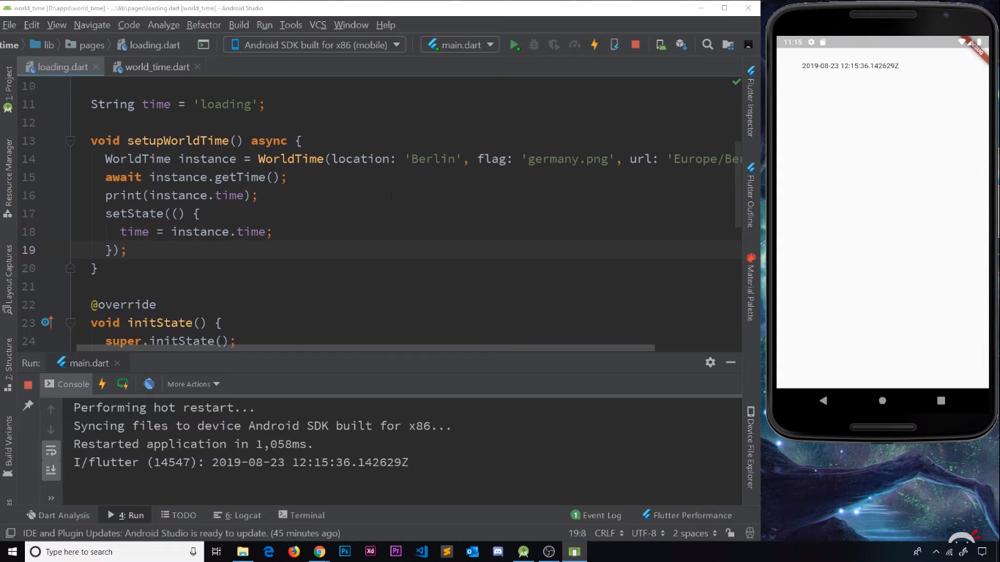 world_time [D:\apps\world_time] - ...\lib\pages\loading.dart [world_time] - Android Studio
File Edit View Navigate Code Analyze Refactor Build Run Tools VCS Window Help
time lib pages loading.dart Android SDK built for x86 (mobile) main.dart
loading.dart world_time.dart
10
11 String time = 'loading';
12
13 void setupWorldTime() async {
14 WorldTime instance = WorldTime(location: 'Berlin', flag: 'germany.png', url: 'Europe/Ber
15 await instance.getTime();
16 print(instance.time);
17 setState(() {
18 time = instance.time;
19 });
20 }
21
22 @override
23 void initState() {
24 super.initState();
1: Project
Resource Manager
Layout Captures
7: Structure
Build Variants
Flutter Inspector
Flutter Outline
Material Palette
Device File Explorer
Run: main.dart
Console More Actions
Performing hot restart...
Syncing files to device Android SDK built for x86...
Restarted application in 1,058ms.
I/flutter (14547): 2019-08-23 12:15:36.142629Z
Dart Analysis 4: Run TODO 6: Logcat Terminal 1 Event Log Flutter Performance
IDE and Plugin Updates: Android Studio is ready to update. (45 minutes ago) 19:8 CRLF UTF-8 2 spaces
Type here to search
11:15
DEBUG
2019-08-23 12:15:36.142629Z